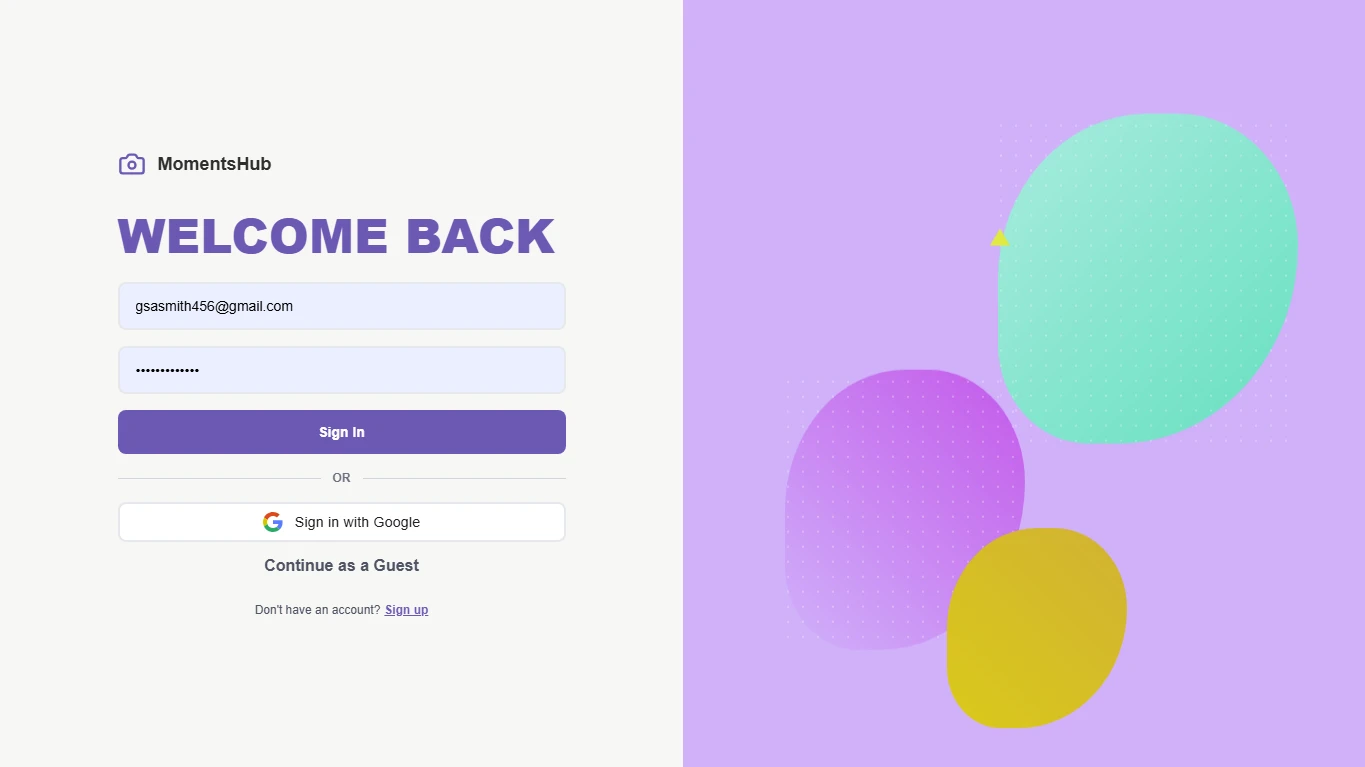 MomentsHub
WELCOME BACK
gsasmith456@gmail.com
•••••••••••••
Sign In
OR
Sign in with Google
Continue as a Guest
Don't have an account? Sign up